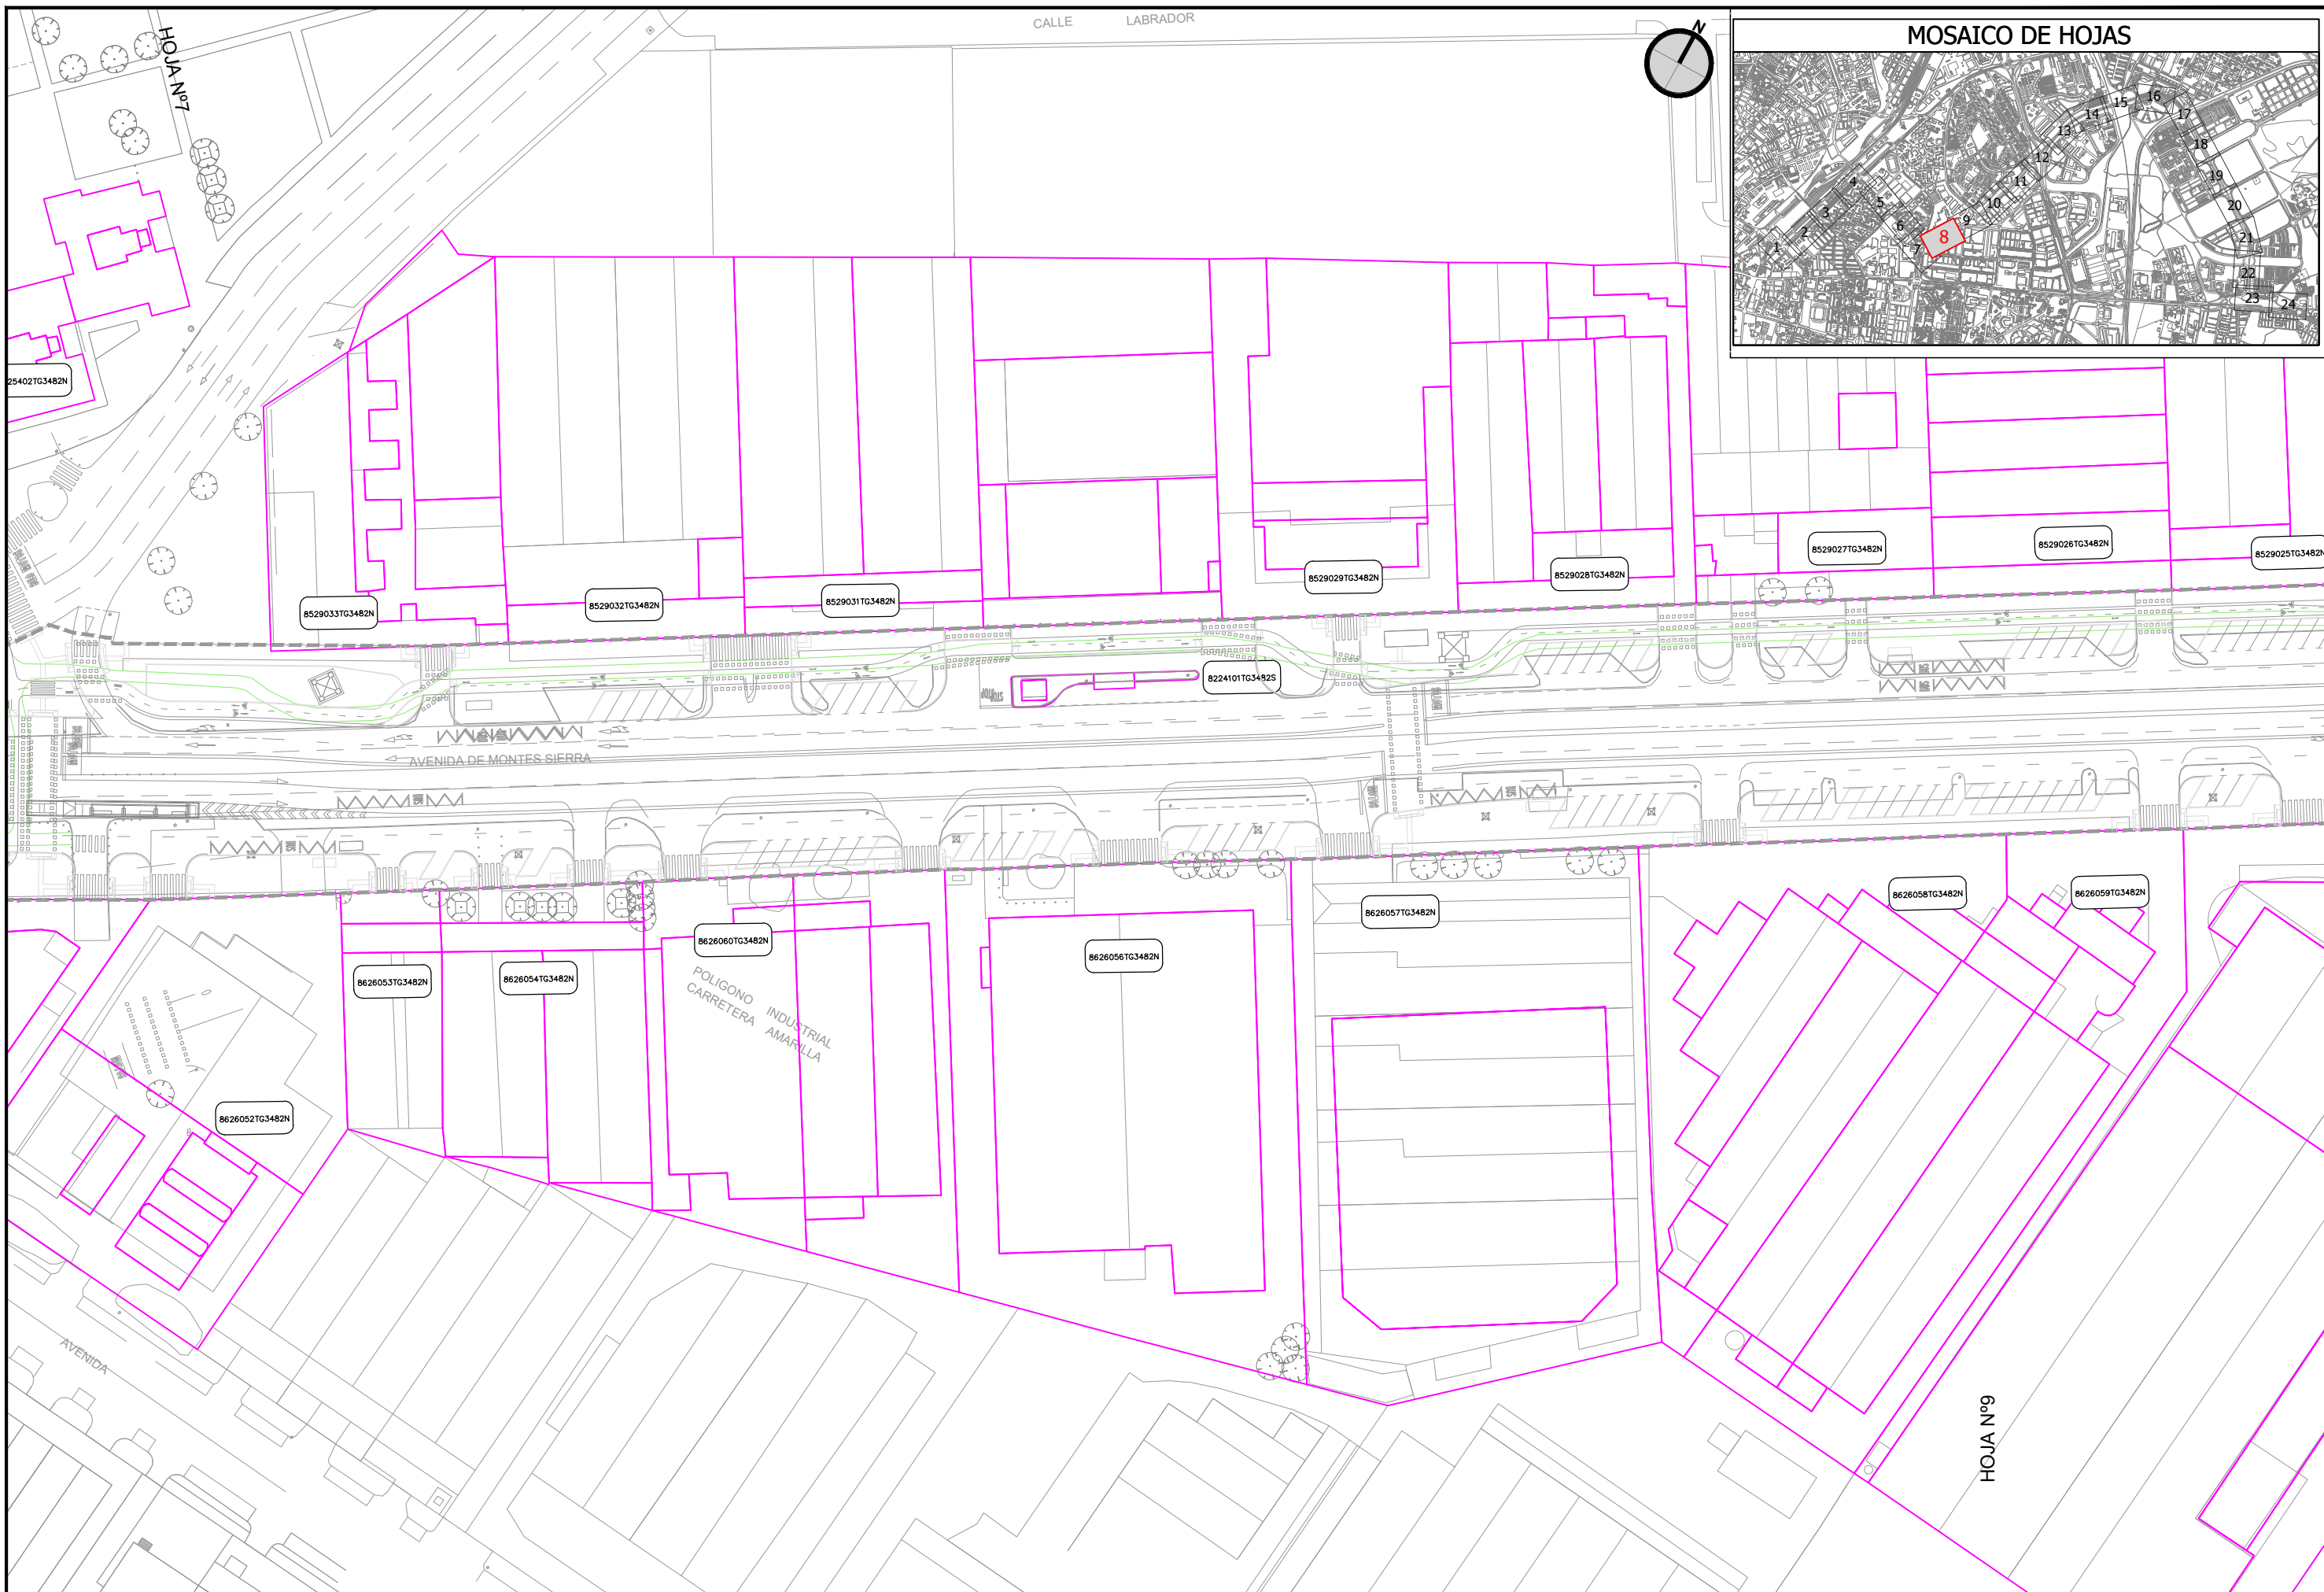 CALLE LABRADOR
HOJA Nº7
N
MOSAICO DE HOJAS
1
2
3
4
5
6
7
8
9
10
11
12
13
14
15
16
17
18
19
20
21
22
23
24
25402TG3482N
8529033TG3482N
8529032TG3482N
8529031TG3482N
8529029TG3482N
8529028TG3482N
8529027TG3482N
8529026TG3482N
8529025TG3482N
8224101TG3482S
AVENIDA DE MONTES SIERRA
8626052TG3482N
8626053TG3482N
8626054TG3482N
8626060TG3482N
8626056TG3482N
8626057TG3482N
8626058TG3482N
8626059TG3482N
POLIGONO INDUSTRIAL
CARRETERA AMARILLA
AVENIDA
HOJA Nº9